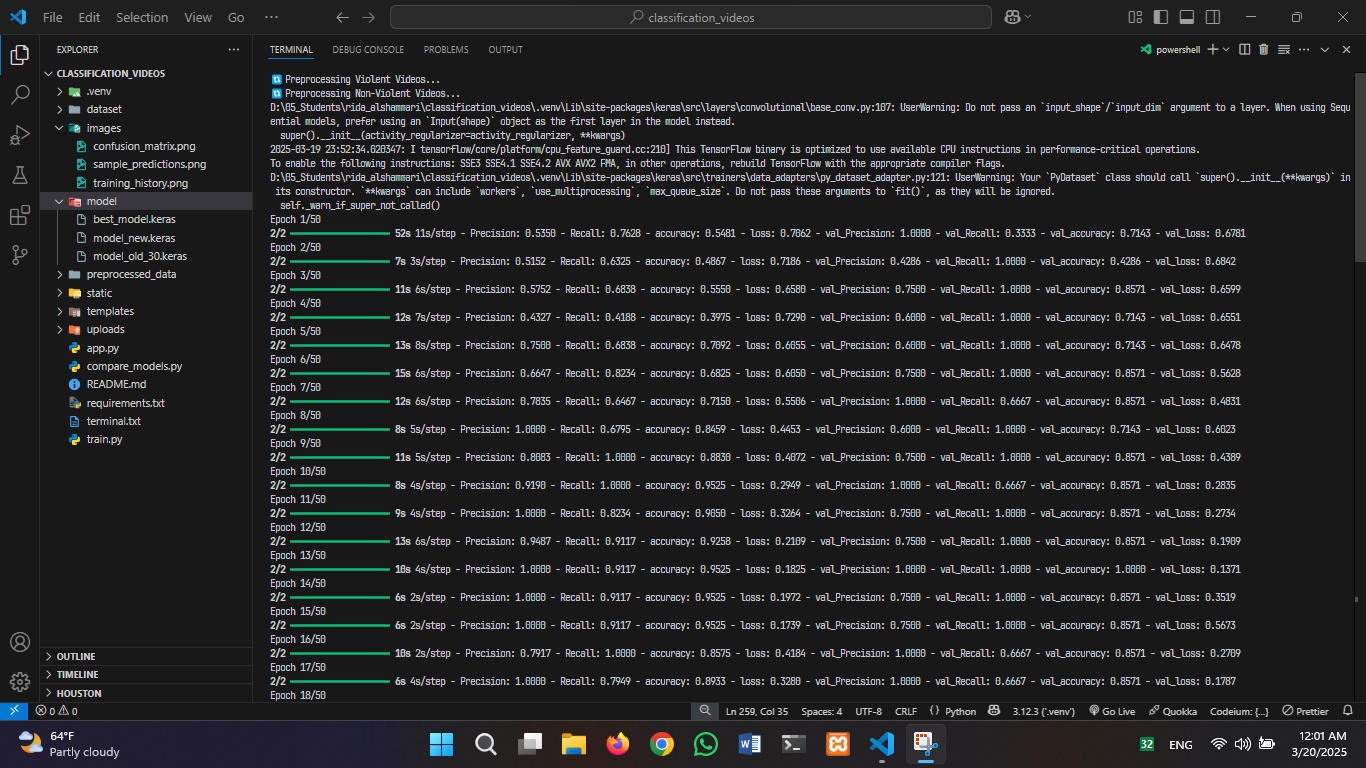 File Edit Selection View Go ··· classification_videos
EXPLORER ···
CLASSIFICATION_VIDEOS
.venv
dataset
images
confusion_matrix.png
sample_predictions.png
training_history.png
model
best_model.keras
model_new.keras
model_old_30.keras
preprocessed_data
static
templates
uploads
app.py
compare_models.py
README.md
requirements.txt
terminal.txt
train.py
OUTLINE
TIMELINE
HOUSTON
TERMINAL DEBUG CONSOLE PROBLEMS OUTPUT powershell
Preprocessing Violent Videos...
Preprocessing Non-Violent Videos...
D:\05_Students\rida_alshammari\classification_videos\.venv\Lib\site-packages\keras\src\layers\convolutional\base_conv.py:107: UserWarning: Do not pass an `input_shape`/`input_dim` argument to a layer. When using Sequ
ential models, prefer using an `Input(shape)` object as the first layer in the model instead.
super().__init__(activity_regularizer=activity_regularizer, **kwargs)
2025-03-19 23:52:34.020347: I tensorflow/core/platform/cpu_feature_guard.cc:210] This TensorFlow binary is optimized to use available CPU instructions in performance-critical operations.
To enable the following instructions: SSE3 SSE4.1 SSE4.2 AVX AVX2 FMA, in other operations, rebuild TensorFlow with the appropriate compiler flags.
D:\05_Students\rida_alshammari\classification_videos\.venv\Lib\site-packages\keras\src\trainers\data_adapters\py_dataset_adapter.py:121: UserWarning: Your `PyDataset` class should call `super().__init__(**kwargs)` in
its constructor. `**kwargs` can include `workers`, `use_multiprocessing`, `max_queue_size`. Do not pass these arguments to `fit()`, as they will be ignored.
self._warn_if_super_not_called()
Epoch 1/50
2/2 52s 11s/step - Precision: 0.5350 - Recall: 0.7628 - accuracy: 0.5481 - loss: 0.7062 - val_Precision: 1.0000 - val_Recall: 0.3333 - val_accuracy: 0.7143 - val_loss: 0.6781
Epoch 2/50
2/2 7s 3s/step - Precision: 0.5152 - Recall: 0.6325 - accuracy: 0.4867 - loss: 0.7186 - val_Precision: 0.4286 - val_Recall: 1.0000 - val_accuracy: 0.4286 - val_loss: 0.6842
Epoch 3/50
2/2 11s 6s/step - Precision: 0.5752 - Recall: 0.6838 - accuracy: 0.5550 - loss: 0.6580 - val_Precision: 0.7500 - val_Recall: 1.0000 - val_accuracy: 0.8571 - val_loss: 0.6599
Epoch 4/50
2/2 12s 7s/step - Precision: 0.4327 - Recall: 0.4188 - accuracy: 0.3975 - loss: 0.7290 - val_Precision: 0.6000 - val_Recall: 1.0000 - val_accuracy: 0.7143 - val_loss: 0.6551
Epoch 5/50
2/2 13s 8s/step - Precision: 0.7500 - Recall: 0.6838 - accuracy: 0.7092 - loss: 0.6055 - val_Precision: 0.6000 - val_Recall: 1.0000 - val_accuracy: 0.7143 - val_loss: 0.6478
Epoch 6/50
2/2 15s 6s/step - Precision: 0.6647 - Recall: 0.8234 - accuracy: 0.6825 - loss: 0.6050 - val_Precision: 0.7500 - val_Recall: 1.0000 - val_accuracy: 0.8571 - val_loss: 0.5628
Epoch 7/50
2/2 12s 6s/step - Precision: 0.7835 - Recall: 0.6467 - accuracy: 0.7150 - loss: 0.5506 - val_Precision: 1.0000 - val_Recall: 0.6667 - val_accuracy: 0.8571 - val_loss: 0.4831
Epoch 8/50
2/2 8s 5s/step - Precision: 1.0000 - Recall: 0.6795 - accuracy: 0.8459 - loss: 0.4453 - val_Precision: 0.6000 - val_Recall: 1.0000 - val_accuracy: 0.7143 - val_loss: 0.6023
Epoch 9/50
2/2 11s 5s/step - Precision: 0.8083 - Recall: 1.0000 - accuracy: 0.8830 - loss: 0.4072 - val_Precision: 0.7500 - val_Recall: 1.0000 - val_accuracy: 0.8571 - val_loss: 0.4389
Epoch 10/50
2/2 8s 4s/step - Precision: 0.9190 - Recall: 1.0000 - accuracy: 0.9525 - loss: 0.2949 - val_Precision: 1.0000 - val_Recall: 0.6667 - val_accuracy: 0.8571 - val_loss: 0.2835
Epoch 11/50
2/2 9s 4s/step - Precision: 1.0000 - Recall: 0.8234 - accuracy: 0.9050 - loss: 0.3264 - val_Precision: 0.7500 - val_Recall: 1.0000 - val_accuracy: 0.8571 - val_loss: 0.2734
Epoch 12/50
2/2 13s 6s/step - Precision: 0.9487 - Recall: 0.9117 - accuracy: 0.9258 - loss: 0.2109 - val_Precision: 0.7500 - val_Recall: 1.0000 - val_accuracy: 0.8571 - val_loss: 0.1909
Epoch 13/50
2/2 10s 4s/step - Precision: 1.0000 - Recall: 0.9117 - accuracy: 0.9525 - loss: 0.1825 - val_Precision: 1.0000 - val_Recall: 1.0000 - val_accuracy: 1.0000 - val_loss: 0.1371
Epoch 14/50
2/2 6s 2s/step - Precision: 1.0000 - Recall: 0.9117 - accuracy: 0.9525 - loss: 0.1972 - val_Precision: 0.7500 - val_Recall: 1.0000 - val_accuracy: 0.8571 - val_loss: 0.3519
Epoch 15/50
2/2 6s 2s/step - Precision: 1.0000 - Recall: 0.9117 - accuracy: 0.9525 - loss: 0.1739 - val_Precision: 0.7500 - val_Recall: 1.0000 - val_accuracy: 0.8571 - val_loss: 0.5673
Epoch 16/50
2/2 10s 2s/step - Precision: 0.7917 - Recall: 1.0000 - accuracy: 0.8575 - loss: 0.4184 - val_Precision: 1.0000 - val_Recall: 0.6667 - val_accuracy: 0.8571 - val_loss: 0.2709
Epoch 17/50
2/2 6s 4s/step - Precision: 1.0000 - Recall: 0.7949 - accuracy: 0.8933 - loss: 0.3280 - val_Precision: 1.0000 - val_Recall: 0.6667 - val_accuracy: 0.8571 - val_loss: 0.1787
Epoch 18/50
0 0 Ln 259, Col 35 Spaces: 4 UTF-8 CRLF {} Python 3.12.3 ('.venv') Go Live Quokka Codeium: {...} Prettier
64°F
Partly cloudy
32 ENG
12:01 AM
3/20/2025